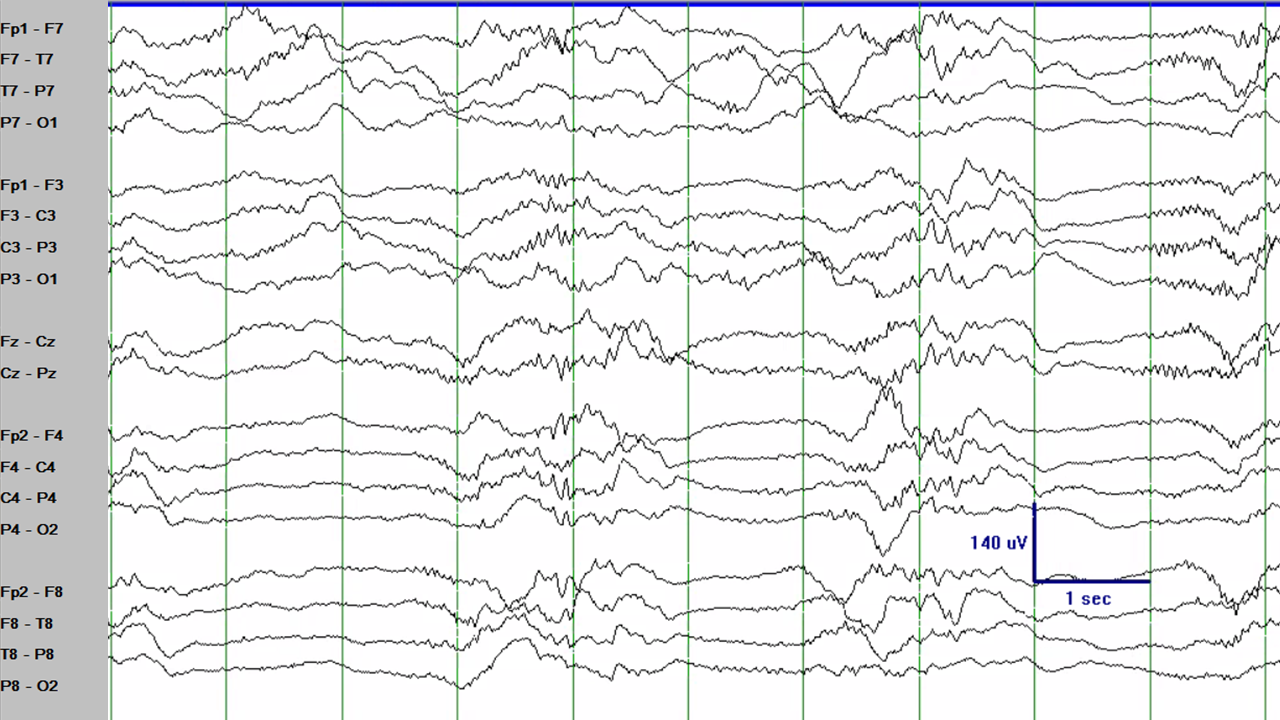 Fp1 - F7
F7 - T7
T7 - P7
P7 - O1
Fp1 - F3
F3 - C3
C3 - P3
P3 - O1
Fz - Cz
Cz - Pz
Fp2 - F4
F4 - C4
C4 - P4
P4 - O2
140 uV
Fp2 - F8
1 sec
F8 - T8
T8 - P8
P8 - O2